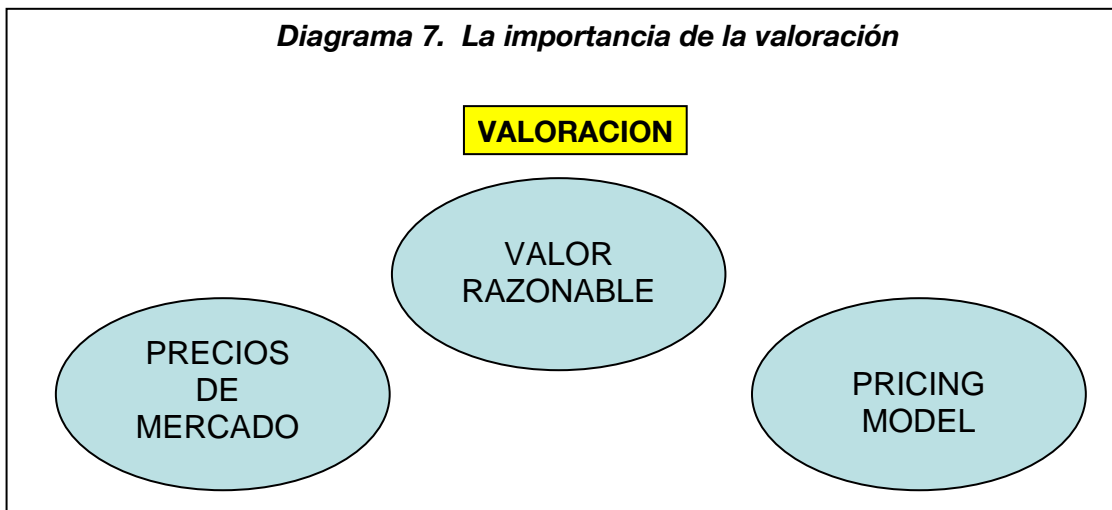 Diagrama 7. La importancia de la valoración
VALORACION
VALOR
RAZONABLE
PRECIOS
DE
MERCADO
PRICING
MODEL